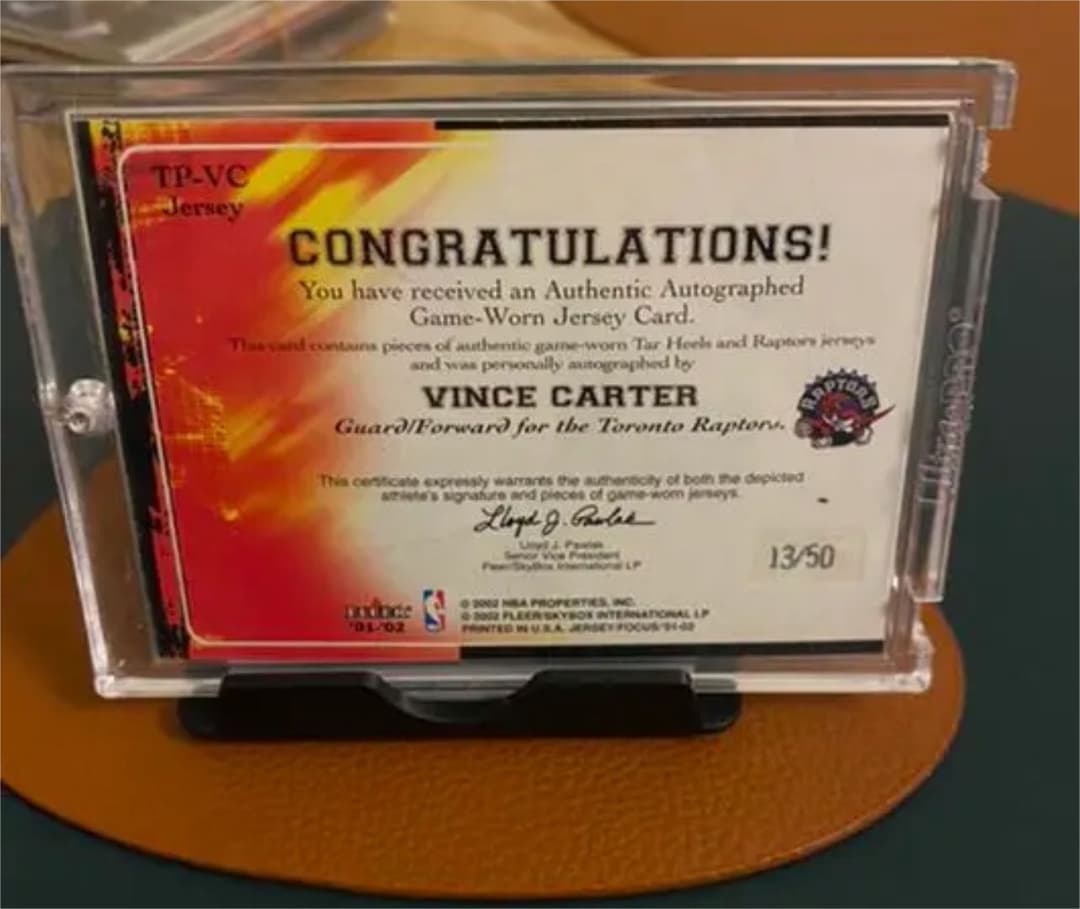 TP-VC
Jersey
CONGRATULATIONS!
You have received an Authentic Autographed
Game-Worn Jersey Card.
This card contains pieces of authentic game-worn Tar Heels and Raptors jerseys
and was personally autographed by
VINCE CARTER
RAPTORS
Guard/Forward for the Toronto Raptors.
This certificate expressly warrants the authenticity of both the depicted
athlete's signature and pieces of game-worn jerseys.
Lloyd J. Pawlak
Lloyd J. Pawlak
Senior Vice President
Fleer/SkyBox International LP
13/50
'01-'02
© 2002 NBA PROPERTIES, INC.
© 2002 FLEER/SKYBOX INTERNATIONAL LP
PRINTED IN U.S.A. JERSEY/FOCUS/'01-02